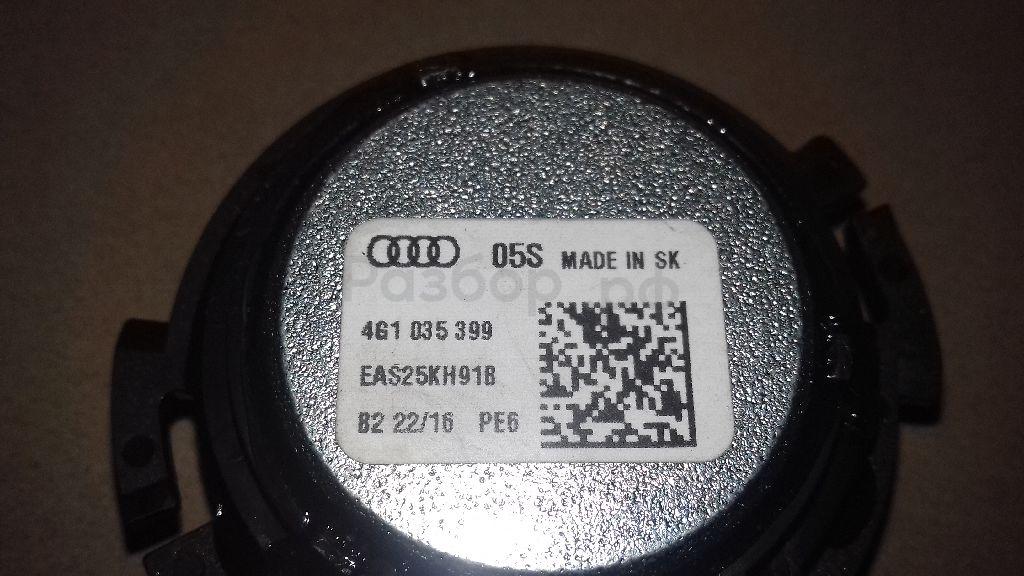 05S MADE IN SK
Разбор.рф
4G1 035 399
EAS25KH91B
B2 22/16 PE6